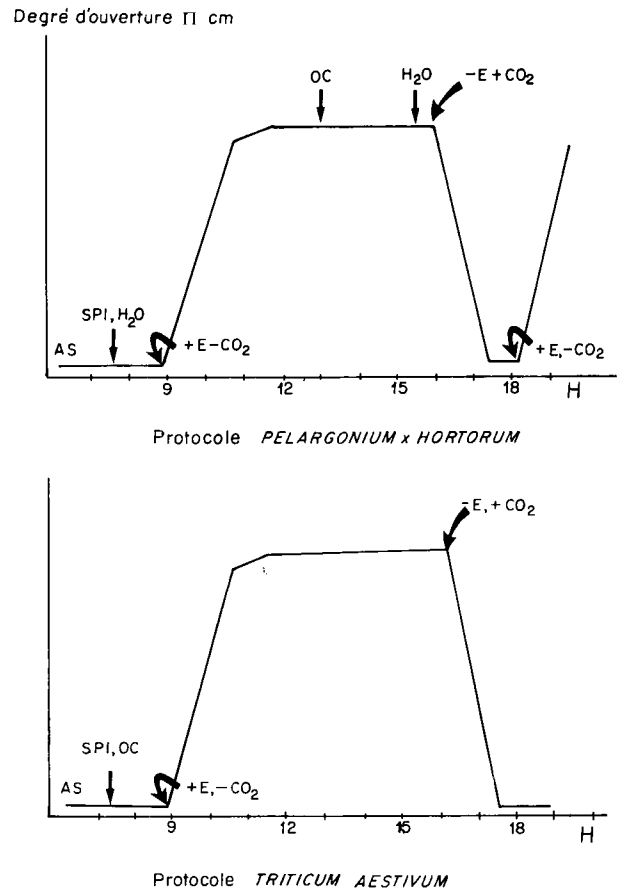 Degré d'ouverture Π cm
OC
H₂O
-E+CO₂
SPI, H₂O
AS
+E-CO₂
+E,-CO₂
9 12 15 18 H
Protocole PELARGONIUM x HORTORUM
-E,+CO₂
SPI,OC
AS
+E,-CO₂
9 12 15 18 H
Protocole TRITICUM AESTIVUM